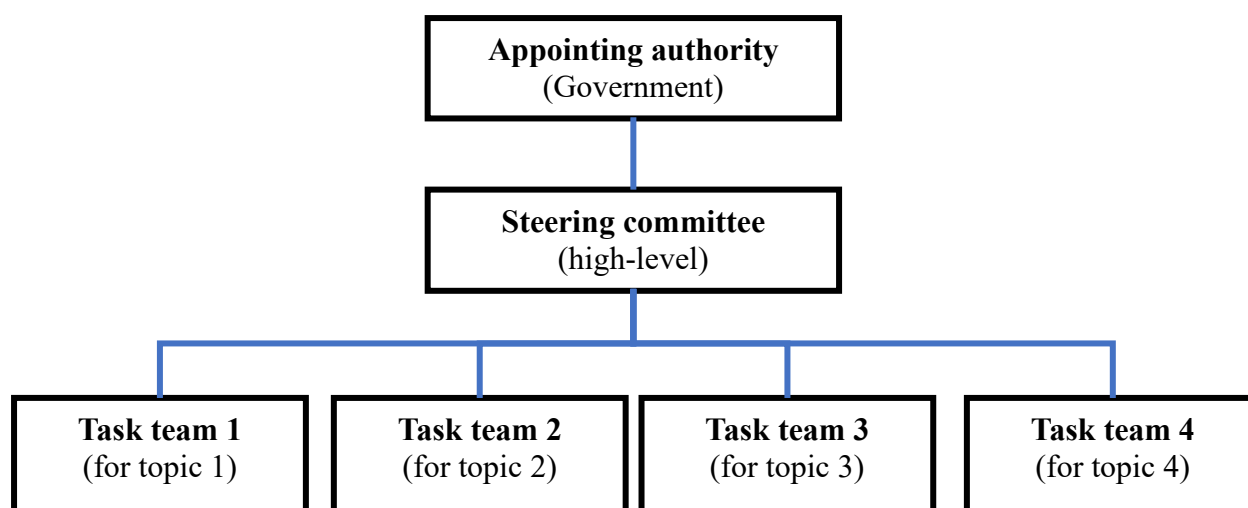 Appointing authority
(Government)
Steering committee
(high-level)
Task team 1
(for topic 1)
Task team 2
(for topic 2)
Task team 3
(for topic 3)
Task team 4
(for topic 4)